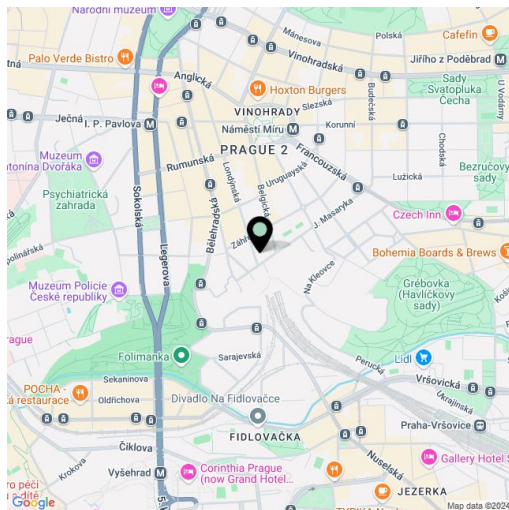 Národní muzeum
Mánesova
Polská
Cafefin
Palo Verde Bistro
Vinohradská
Jiřího z Poděbrad
Anglická
Hoxton Burgers
Sady
Svatopluka
Čecha
U Vodárny
Slezská
Budečská
VINOHRADY
Ječná
I. P. Pavlova
M
Náměstí Míru
M
Korunní
PRAGUE 2
Chodská
Muzeum
Antonína Dvořáka
Rumunská
Londýnská
Belgická
Uruguayská
Francouzská
Lužická
Bezručovy
sady
Psychiatrická
zahrada
Sokolská
Legerova
Bělehradská
J. Masaryka
Czech Inn
polinářská
Bohemia Boards & Brews
Na Kleovce
Muzeum Policie
České republiky
Grébovka
(Havlíčkovy
sady)
Folimanka
Sarajevská
Perucká
Lidl
Vršovická
Sekaninova
POCHA -
restaurace
Oldřichova
Divadlo Na Fidlovačce
Ukrajinská
Praha-Vršovice
FIDLOVAČKA
Čiklova
Nuselská
Krokova
Vyšehrad
M
Corinthia Prague
(now Grand Hotel...
Gallery Hotel S
JEZERKA
Google
Map data ©2024